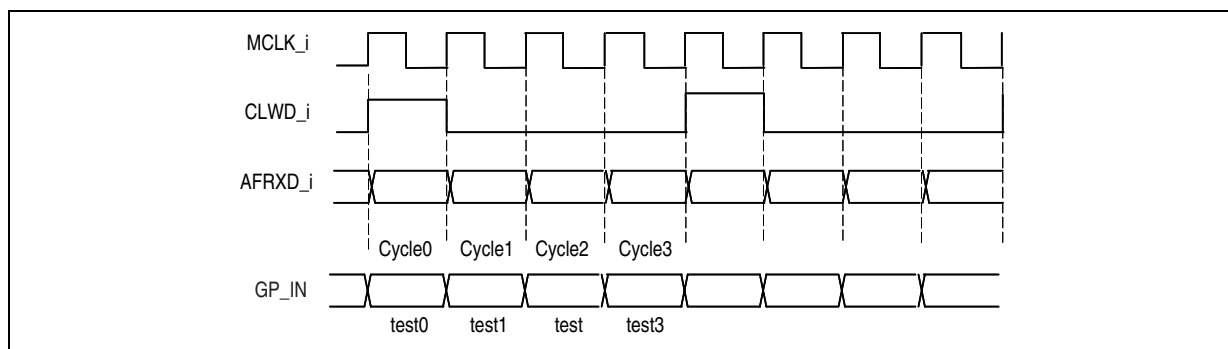 MCLK_i
CLWD_i
AFRXD_i
Cycle0 Cycle1 Cycle2 Cycle3
GP_IN
test0 test1 test test3